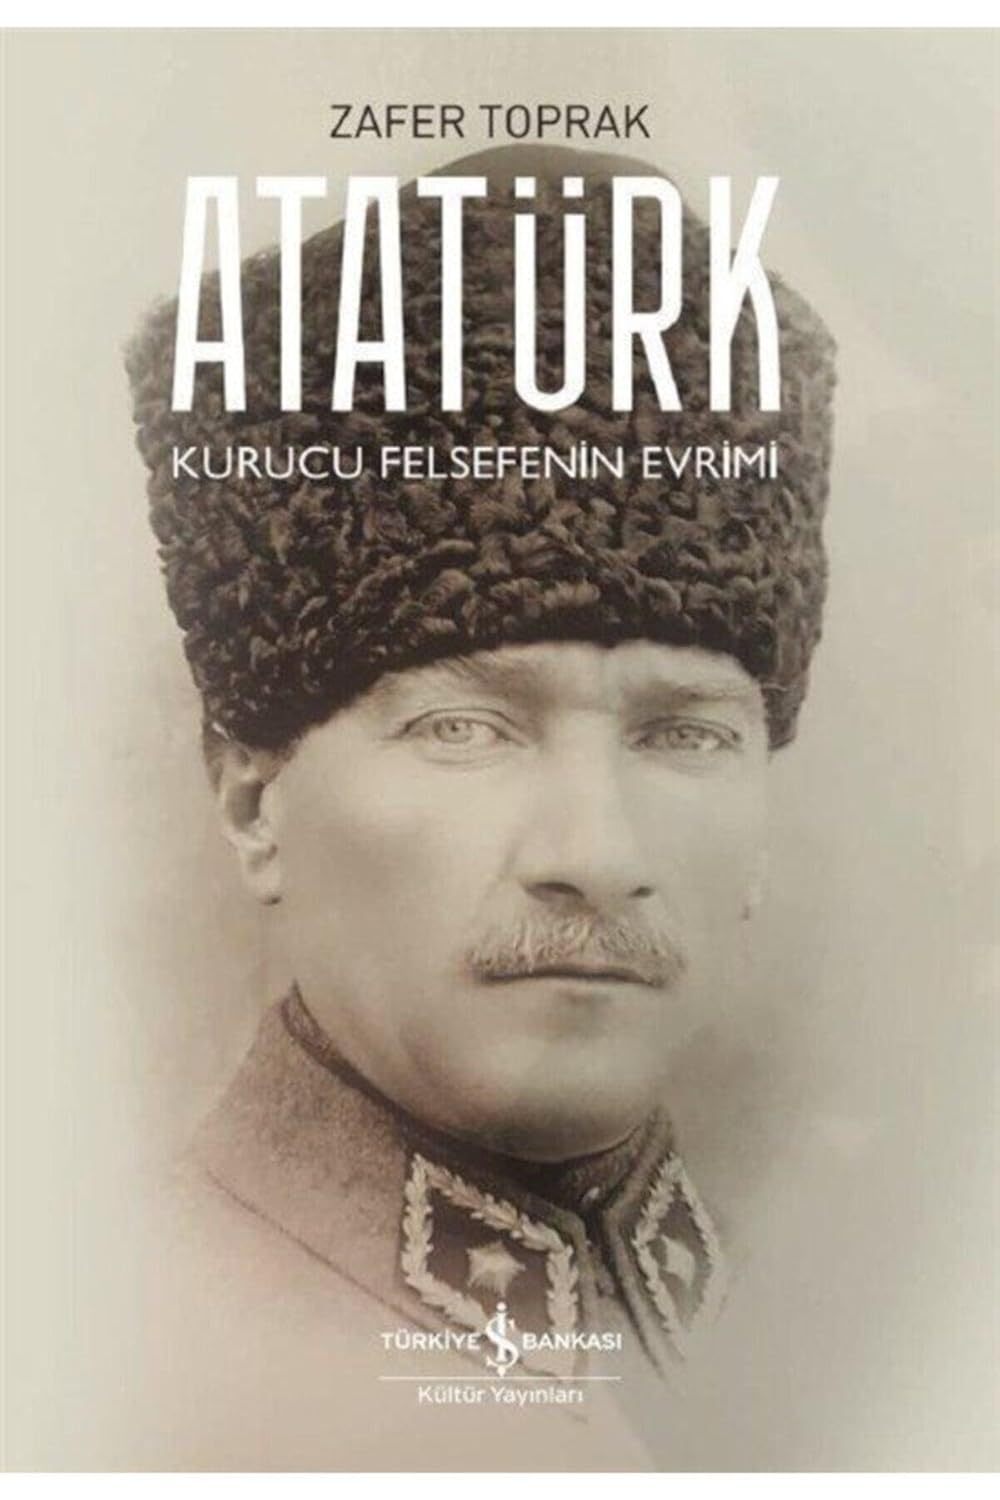 ZAFER TOPRAK
ATATÜRK
KURUCU FELSEFENİN EVRİMİ
TÜRKİYE İŞ BANKASI
Kültür Yayınları